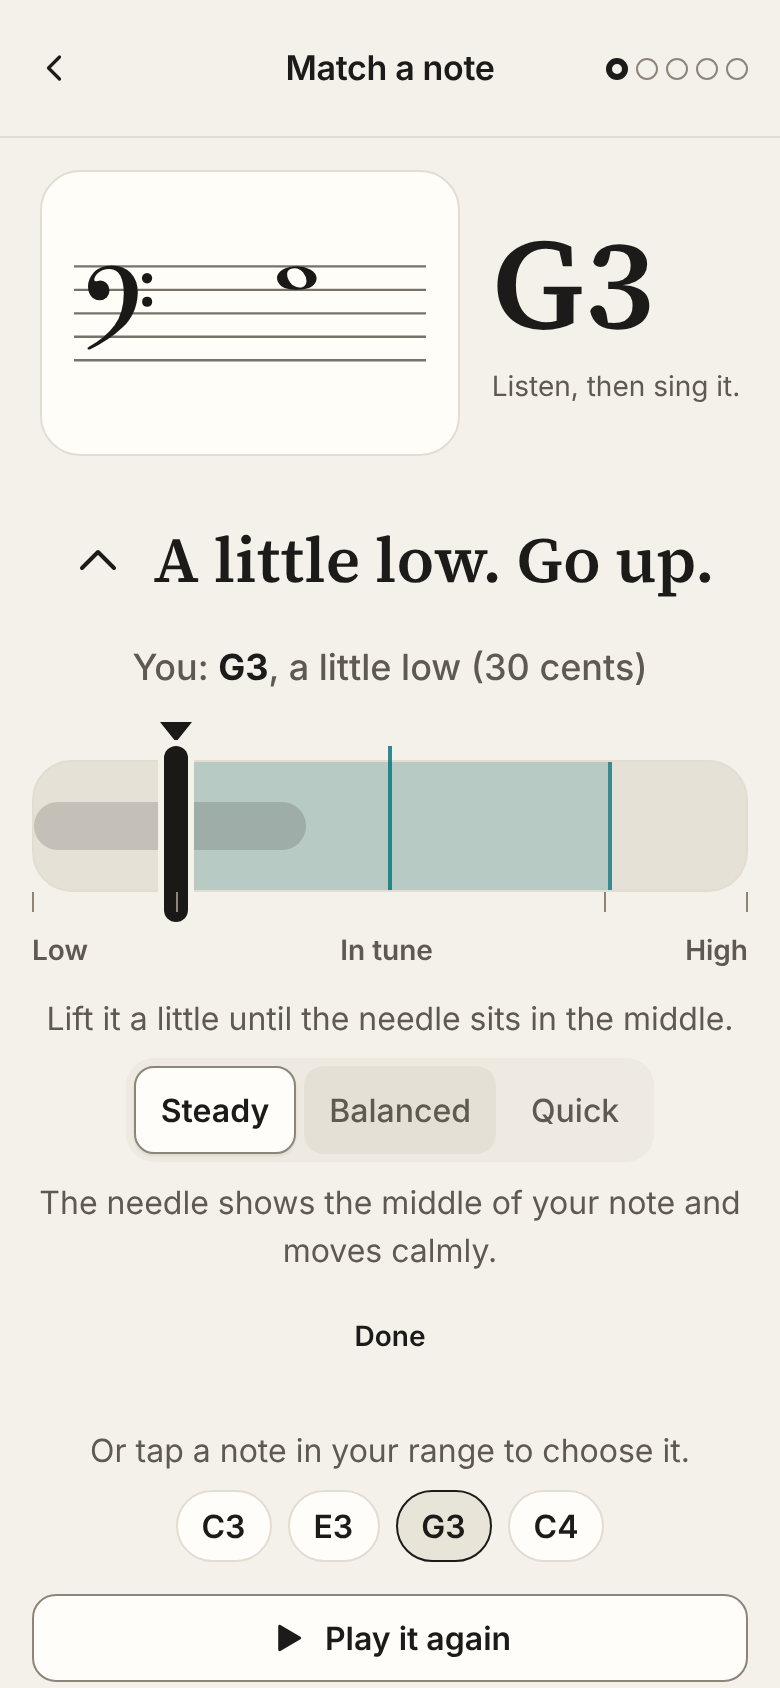 Match a note
G3
Listen, then sing it.
A little low. Go up.
You: G3, a little low (30 cents)
Low In tune High
Lift it a little until the needle sits in the middle.
Steady Balanced Quick
The needle shows the middle of your note and
moves calmly.
Done
Or tap a note in your range to choose it.
C3 E3 G3 C4
Play it again